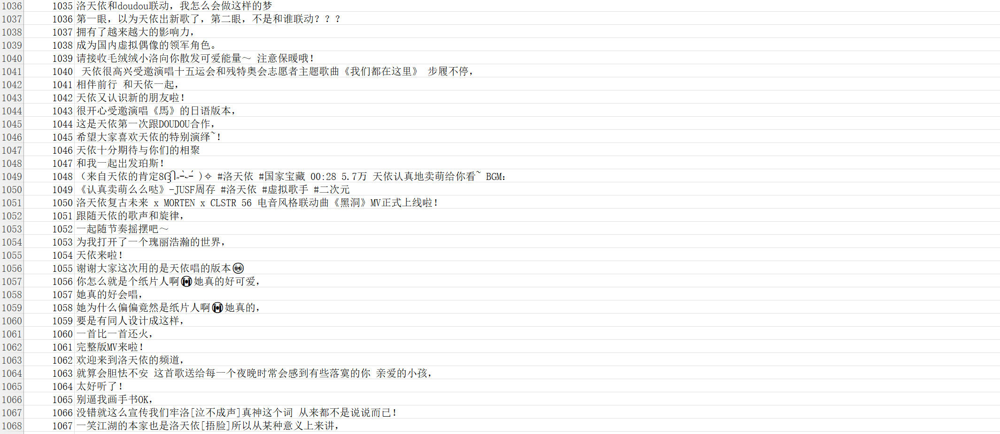 1036 1035 洛天依和doudou联动，我怎么会做这样的梦
1037 1036 第一眼，以为天依出新歌了，第二眼，不是和谁联动？？？
1038 1037 拥有了越来越大的影响力，
1039 1038 成为国内虚拟偶像的领军角色。
1040 1039 请接收毛绒绒小洛向你散发可爱能量～ 注意保暖哦！
1041 1040 天依很高兴受邀演唱十五运会和残特奥会志愿者主题歌曲《我们都在这里》 步履不停，
1042 1041 相伴前行 和天依一起，
1043 1042 天依又认识新的朋友啦！
1044 1043 很开心受邀演唱《馬》的日语版本，
1045 1044 这是天依第一次跟DOUDOU合作，
1046 1045 希望大家喜欢天依的特别演绎~！
1047 1046 天依十分期待与你们的相聚
1048 1047 和我一起出发珀斯！
1049 1048 （来自天依的肯定8 )✧ #洛天依 #国家宝藏 00:28 5.7万 天依认真地卖萌给你看~ BGM：
1050 1049 《认真卖萌么么哒》-JUSF周存 #洛天依 #虚拟歌手 #二次元
1051 1050 洛天依复古未来 x MORTEN x CLSTR 56 电音风格联动曲《黑洞》MV正式上线啦！
1052 1051 跟随天依的歌声和旋律，
1053 1052 一起随节奏摇摆吧～
1054 1053 为我打开了一个瑰丽浩瀚的世界，
1055 1054 天依来啦！
1056 1055 谢谢大家这次用的是天依唱的版本
1057 1056 你怎么就是个纸片人啊😭她真的好可爱，
1058 1057 她真的好会唱，
1059 1058 她为什么偏偏竟然是纸片人啊😭她真的，
1060 1059 要是有同人设计成这样，
1061 1060 一首比一首还火，
1062 1061 完整版MV来啦！
1063 1062 欢迎来到洛天依的频道，
1064 1063 就算会胆怯不安 这首歌送给每一个夜晚时常会感到有些落寞的你 亲爱的小孩，
1065 1064 太好听了！
1066 1065 别逼我画手书OK，
1067 1066 没错就这么宣传我们牢洛[泣不成声]真神这个词 从来都不是说说而已！
1068 1067 一笑江湖的本家也是洛天依[捂脸]所以从某种意义上来讲，